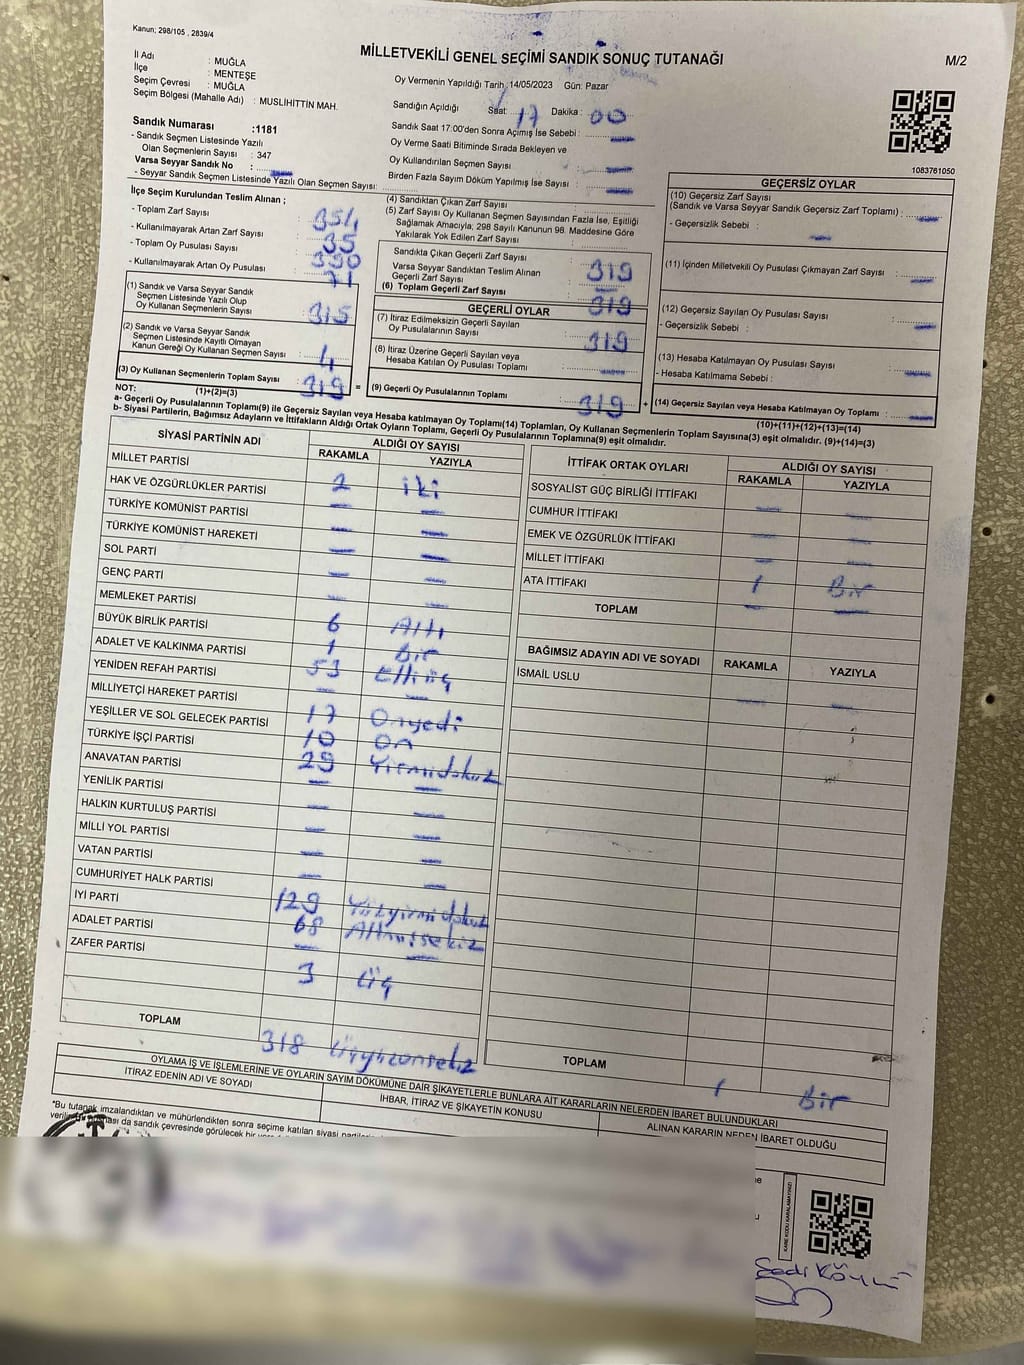 Kanun; 298/105 , 2839/4
MİLLETVEKİLİ GENEL SEÇİMİ SANDIK SONUÇ TUTANAĞI
M/2
İl Adı : MUĞLA
İlçe : MENTEŞE
Seçim Çevresi : MUĞLA
Seçim Bölgesi (Mahalle Adı) : MUSLİHİTTİN MAH.
Oy Vermenin Yapıldığı Tarih :14/05/2023 Gün: Pazar
Sandığın Açıldığı Saat : 17 Dakika : 00
Sandık Saat 17:00'den Sonra Açılmış İse Sebebi : —
Oy Verme Saati Bitiminde Sırada Bekleyen ve
Oy Kullandırılan Seçmen Sayısı : —
Birden Fazla Sayım Döküm Yapılmış İse Sayısı : —
1083761050
Sandık Numarası :1181
- Sandık Seçmen Listesinde Yazılı
Olan Seçmenlerin Sayısı : 347
Varsa Seyyar Sandık No : —
- Seyyar Sandık Seçmen Listesinde Yazılı Olan Seçmen Sayısı:
İlçe Seçim Kurulundan Teslim Alınan ;
- Toplam Zarf Sayısı : 354
- Kullanılmayarak Artan Zarf Sayısı : 35
- Toplam Oy Pusulası Sayısı : 390
- Kullanılmayarak Artan Oy Pusulası : 71
(1) Sandık ve Varsa Seyyar Sandık
Seçmen Listesinde Yazılı Olup
Oy Kullanan Seçmenlerin Sayısı : 315
(2) Sandık ve Varsa Seyyar Sandık
Seçmen Listesinde Kayıtlı Olmayan
Kanun Gereği Oy Kullanan Seçmen Sayısı : 4
(3) Oy Kullanan Seçmenlerin Toplam Sayısı : 319 =
(4) Sandıktan Çıkan Zarf Sayısı :
(5) Zarf Sayısı Oy Kullanan Seçmen Sayısından Fazla İse, Eşitliği
Sağlamak Amacıyla; 298 Sayılı Kanunun 98. Maddesine Göre
Yakılarak Yok Edilen Zarf Sayısı :
Sandıkta Çıkan Geçerli Zarf Sayısı : 319
Varsa Seyyar Sandıktan Teslim Alınan
Geçerli Zarf Sayısı : —
(6) Toplam Geçerli Zarf Sayısı : 319
GEÇERLİ OYLAR
(7) İtiraz Edilmeksizin Geçerli Sayılan
Oy Pusulalarının Sayısı : 319
(8) İtiraz Üzerine Geçerli Sayılan veya
Hesaba Katılan Oy Pusulası Toplamı : —
(9) Geçerli Oy Pusulalarının Toplamı : 319 +
GEÇERSİZ OYLAR
(10) Geçersiz Zarf Sayısı
(Sandık ve Varsa Seyyar Sandık Geçersiz Zarf Toplamı) : —
- Geçersizlik Sebebi : —
(11) İçinden Milletvekili Oy Pusulası Çıkmayan Zarf Sayısı : —
(12) Geçersiz Sayılan Oy Pusulası Sayısı : —
- Geçersizlik Sebebi :
(13) Hesaba Katılmayan Oy Pusulası Sayısı : —
- Hesaba Katılmama Sebebi :
(14) Geçersiz Sayılan veya Hesaba Katılmayan Oy Toplamı : —
NOT: (1)+(2)=(3)
(10)+(11)+(12)+(13)=(14)
a- Geçerli Oy Pusulalarının Toplamı(9) ile Geçersiz Sayılan veya Hesaba katılmayan Oy Toplamı(14) Toplamları, Oy Kullanan Seçmenlerin Toplam Sayısına(3) eşit olmalıdır. (9)+(14)=(3)
b- Siyasi Partilerin, Bağımsız Adayların ve İttifakların Aldığı Ortak Oyların Toplamı, Geçerli Oy Pusulalarının Toplamına(9) eşit olmalıdır.
SİYASİ PARTİNİN ADI
ALDIĞI OY SAYISI
RAKAMLA YAZIYLA
MİLLET PARTİSİ
HAK VE ÖZGÜRLÜKLER PARTİSİ 2 iki
TÜRKİYE KOMÜNİST PARTİSİ — —
TÜRKİYE KOMÜNİST HAREKETİ — —
SOL PARTİ — —
GENÇ PARTİ — —
MEMLEKET PARTİSİ — —
BÜYÜK BİRLİK PARTİSİ 6 Altı
ADALET VE KALKINMA PARTİSİ 1 Bir
YENİDEN REFAH PARTİSİ 53 Elliüç
MİLLİYETÇİ HAREKET PARTİSİ — —
YEŞİLLER VE SOL GELECEK PARTİSİ 17 Onyedi
TÜRKİYE İŞÇİ PARTİSİ 10 On
ANAVATAN PARTİSİ 29 Yirmidokuz
YENİLİK PARTİSİ — —
HALKIN KURTULUŞ PARTİSİ — —
MİLLİ YOL PARTİSİ — —
VATAN PARTİSİ — —
CUMHURİYET HALK PARTİSİ
İYİ PARTİ 129 Yüzyirmidokuz
ADALET PARTİSİ 68 Altmışsekiz
ZAFER PARTİSİ — —
3 Üç
TOPLAM
318 Üçyüzonsekiz
İTTİFAK ORTAK OYLARI
ALDIĞI OY SAYISI
RAKAMLA YAZIYLA
SOSYALİST GÜÇ BİRLİĞİ İTTİFAKI
CUMHUR İTTİFAKI — —
EMEK VE ÖZGÜRLÜK İTTİFAKI — —
MİLLET İTTİFAKI — —
ATA İTTİFAKI 1 Bir
TOPLAM — —
BAĞIMSIZ ADAYIN ADI VE SOYADI RAKAMLA YAZIYLA
İSMAİL USLU
— —
TOPLAM
1 Bir
OYLAMA İŞ VE İŞLEMLERİNE VE OYLARIN SAYIM DÖKÜMÜNE DAİR ŞİKAYETLERLE BUNLARA AİT KARARLARIN NELERDEN İBARET BULUNDUKLARI
İTİRAZ EDENİN ADI VE SOYADI
İHBAR, İTİRAZ VE ŞİKAYETİN KONUSU
ALINAN KARARIN NEDEN İBARET OLDUĞU
*Bu tutanak imzalandıktan ve mühürlendikten sonra seçime katılan siyasi
da sandık çevresinde görülecek bir
KARE KODU KARALAMAYINIZ!